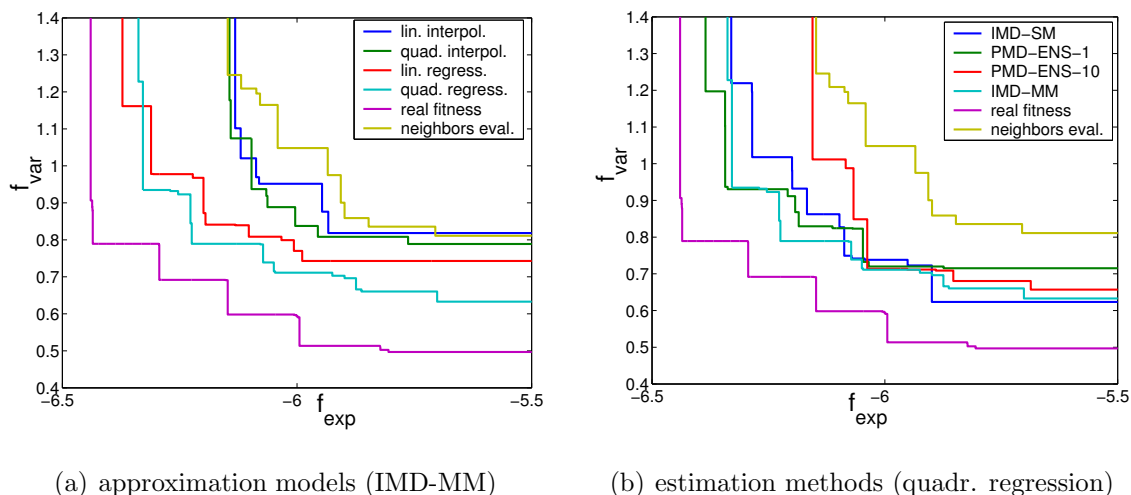 1.4
1.3
1.2
1.1
1
0.9
0.8
0.7
0.6
0.5
0.4
f_var
−6.5
−6
−5.5
f_exp
lin. interpol.
quad. interpol.
lin. regress.
quad. regress.
real fitness
neighbors eval.
(a) approximation models (IMD-MM)
1.4
1.3
1.2
1.1
1
0.9
0.8
0.7
0.6
0.5
0.4
f_var
−6.5
−6
−5.5
f_exp
IMD−SM
PMD−ENS−1
PMD−ENS−10
IMD−MM
real fitness
neighbors eval.
(b) estimation methods (quadr. regression)